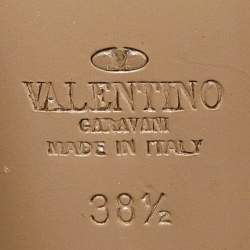 VALENTINO
GARAVANI
MADE IN ITALY
38½